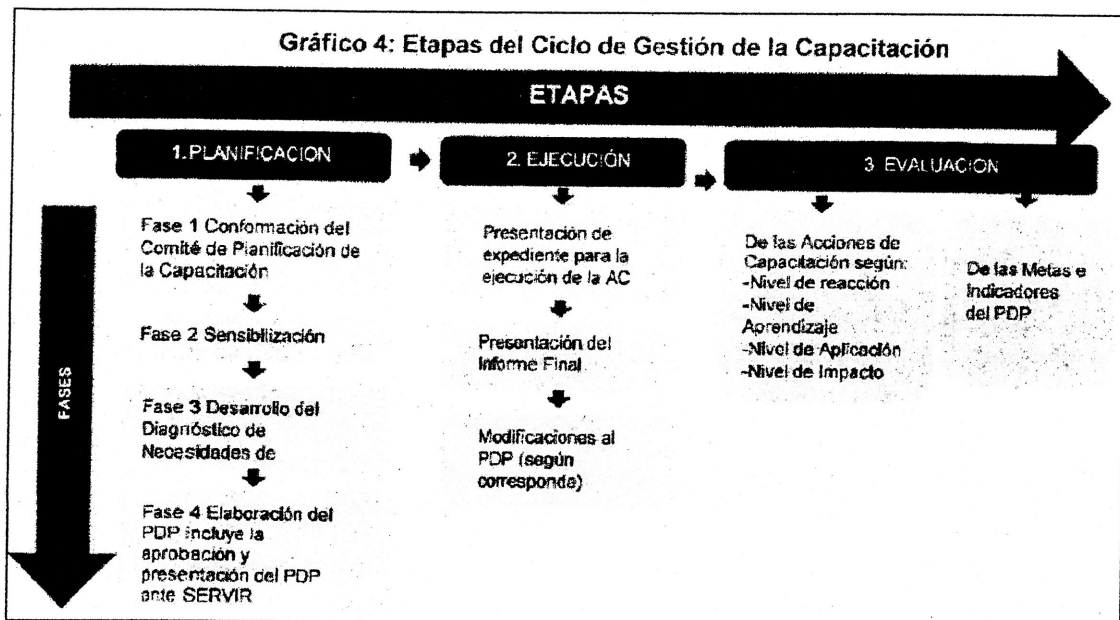 Gráfico 4: Etapas del Ciclo de Gestión de la Capacitación
ETAPAS
1.PLANIFICACION
2. EJECUCIÓN
3. EVALUACION
FASES
Fase 1 Conformación del
Comité de Planificación de
la Capacitación
Fase 2 Sensibilización
Fase 3 Desarrollo del
Diagnóstico de
Necesidades de
Fase 4 Elaboración del
PDP incluye la
aprobación y
presentación del PDP
ante SERVIR
Presentación de
expediente para la
ejecución de la AC
Presentación del
Informe Final
Modificaciones al
PDP (según
corresponda)
De las Acciones de
Capacitación según:
-Nivel de reacción
-Nivel de
Aprendizaje
-Nivel de Aplicación
-Nivel de Impacto
De las Metas e
Indicadores
del PDP